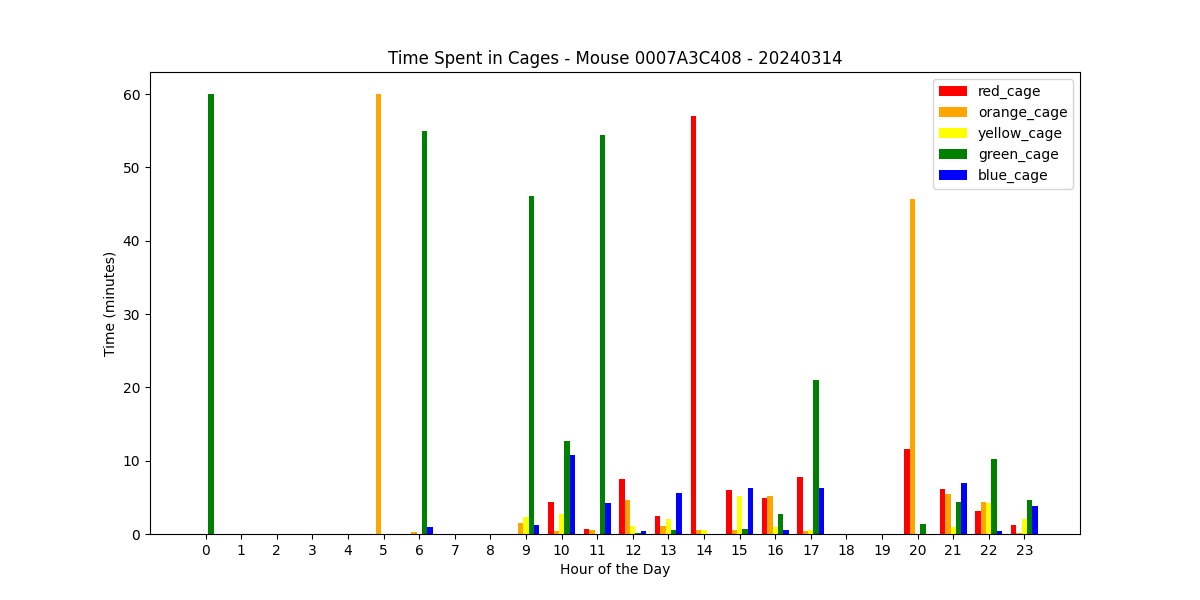 Time Spent in Cages - Mouse 0007A3C408 - 20240314
red_cage
orange_cage
yellow_cage
green_cage
blue_cage
60
50
40
30
20
10
0
Time (minutes)
0 1 2 3 4 5 6 7 8 9 10 11 12 13 14 15 16 17 18 19 20 21 22 23
Hour of the Day